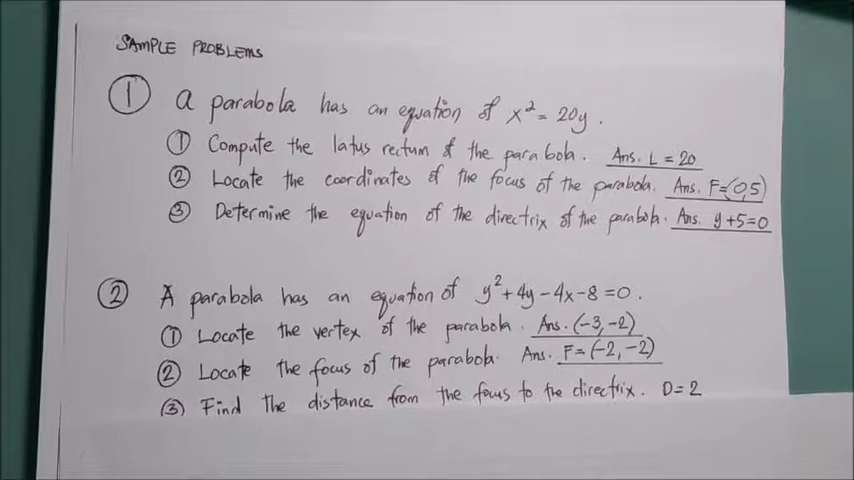 SAMPLE PROBLEMS
① A parabola has an equation of x² = 20y.
① Compute the latus rectum of the parabola. Ans. L = 20
② Locate the coordinates of the focus of the parabola. Ans. F=(0,5)
③ Determine the equation of the directrix of the parabola. Ans. y+5=0
② A parabola has an equation of y²+4y-4x-8=0.
① Locate the vertex of the parabola. Ans. (-3,-2)
② Locate the focus of the parabola. Ans. F=(-2,-2)
③ Find the distance from the focus to the directrix. D=2